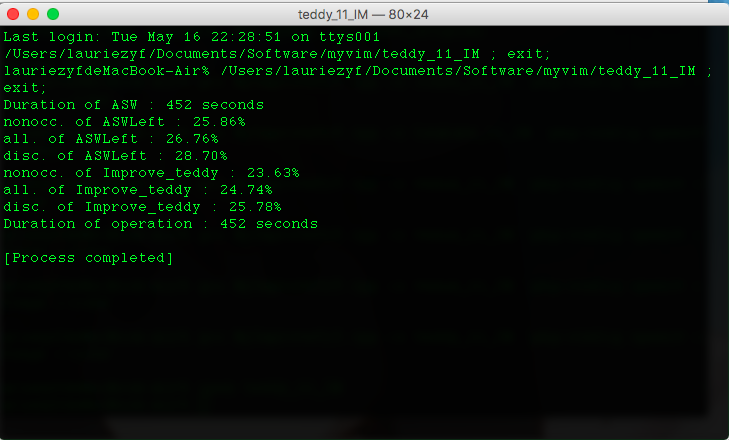 teddy_11_IM — 80×24
Last login: Tue May 16 22:28:51 on ttys001
/Users/lauriezyf/Documents/Software/myvim/teddy_11_IM ; exit;
lauriezyfdeMacBook-Air% /Users/lauriezyf/Documents/Software/myvim/teddy_11_IM ;
exit;
Duration of ASW : 452 seconds
nonocc. of ASWLeft : 25.86%
all. of ASWLeft : 26.76%
disc. of ASWLeft : 28.70%
nonocc. of Improve_teddy : 23.63%
all. of Improve_teddy : 24.74%
disc. of Improve_teddy : 25.78%
Duration of operation : 452 seconds
[Process completed]